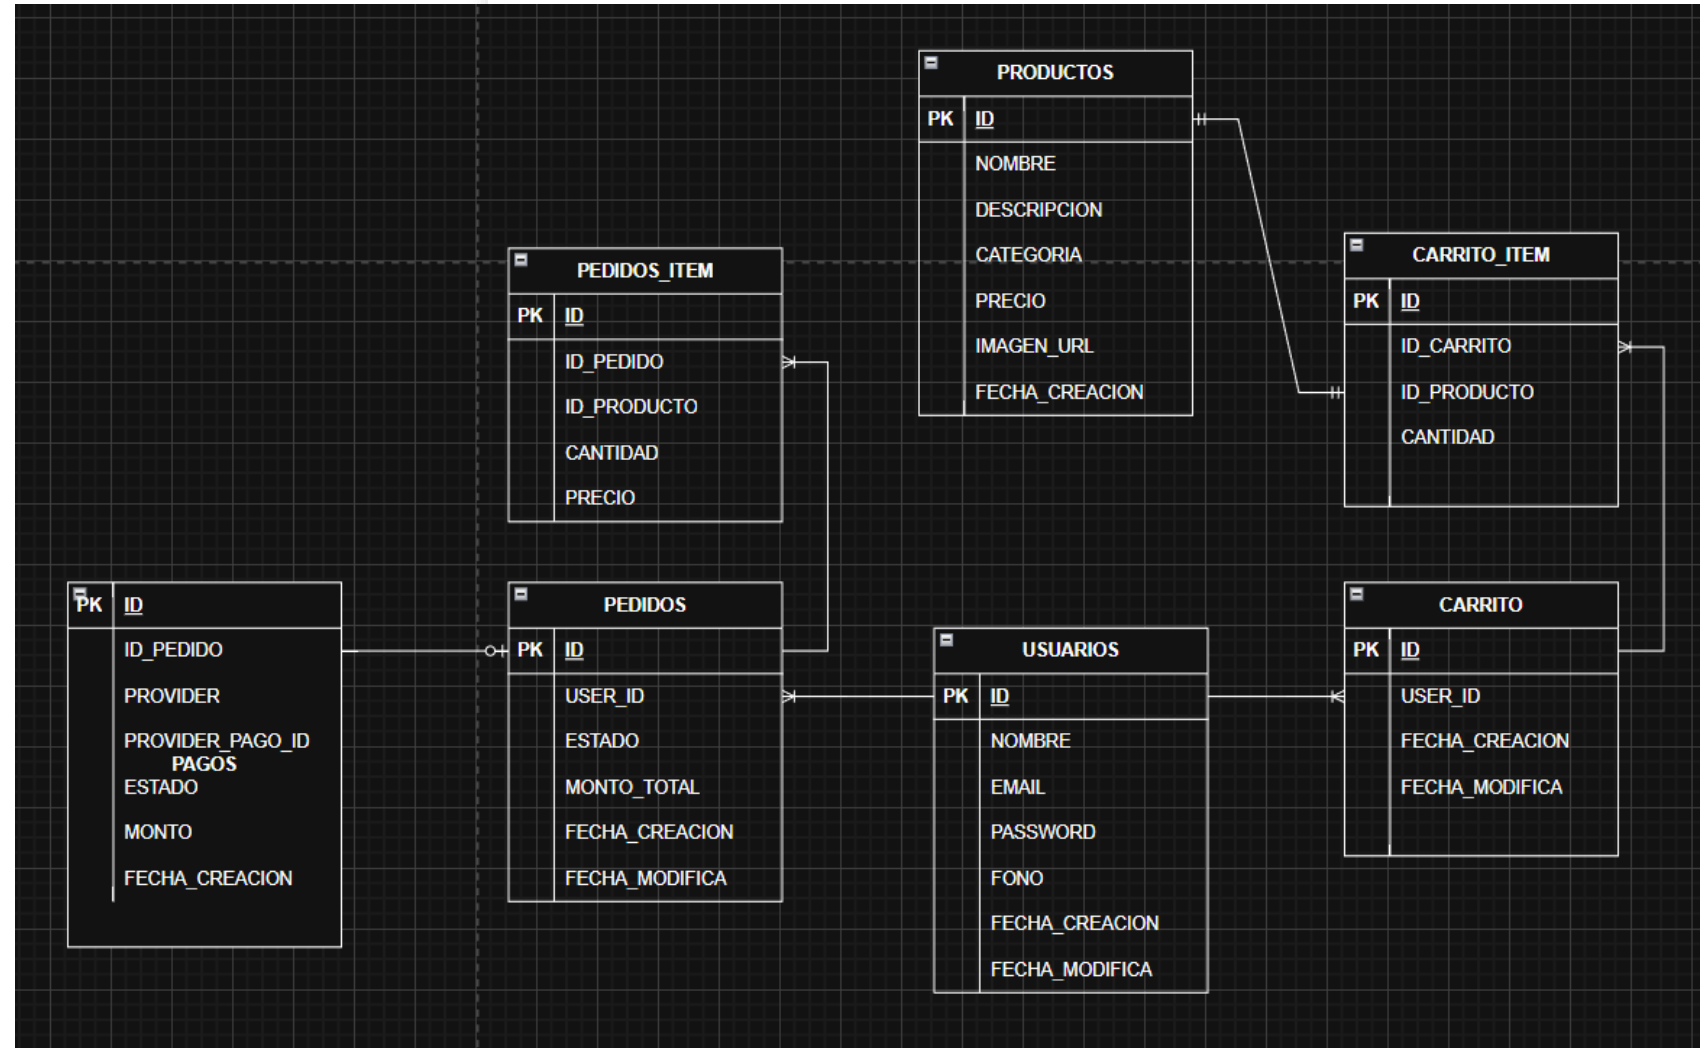 PRODUCTOS
PK ID
NOMBRE
DESCRIPCION
CATEGORIA
PRECIO
IMAGEN_URL
FECHA_CREACION
CARRITO_ITEM
PK ID
ID_CARRITO
ID_PRODUCTO
CANTIDAD
PEDIDOS_ITEM
PK ID
ID_PEDIDO
ID_PRODUCTO
CANTIDAD
PRECIO
PK ID
ID_PEDIDO
PROVIDER
PROVIDER_PAGO_ID
PAGOS
ESTADO
MONTO
FECHA_CREACION
PEDIDOS
PK ID
USER_ID
ESTADO
MONTO_TOTAL
FECHA_CREACION
FECHA_MODIFICA
USUARIOS
PK ID
NOMBRE
EMAIL
PASSWORD
FONO
FECHA_CREACION
FECHA_MODIFICA
CARRITO
PK ID
USER_ID
FECHA_CREACION
FECHA_MODIFICA